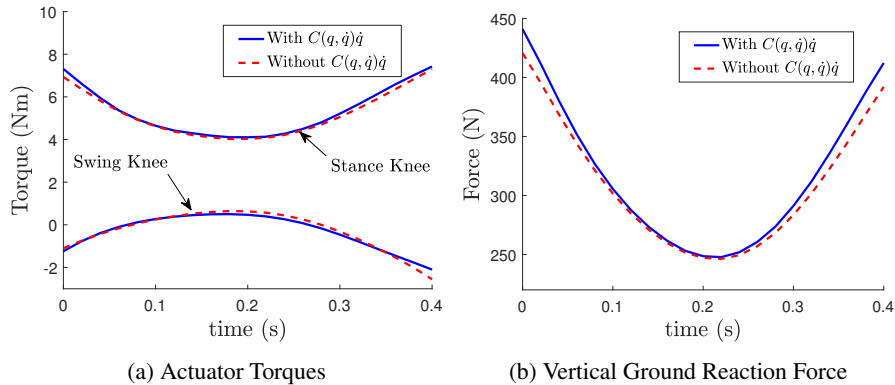 10
8
6
4
2
0
-2
Torque (Nm)
With C(q, q̇)q̇
Without C(q, q̇)q̇
Swing Knee
Stance Knee
0
0.1
0.2
0.3
0.4
time (s)
(a) Actuator Torques
450
400
350
300
250
Force (N)
With C(q, q̇)q̇
Without C(q, q̇)q̇
0
0.1
0.2
0.3
0.4
time (s)
(b) Vertical Ground Reaction Force